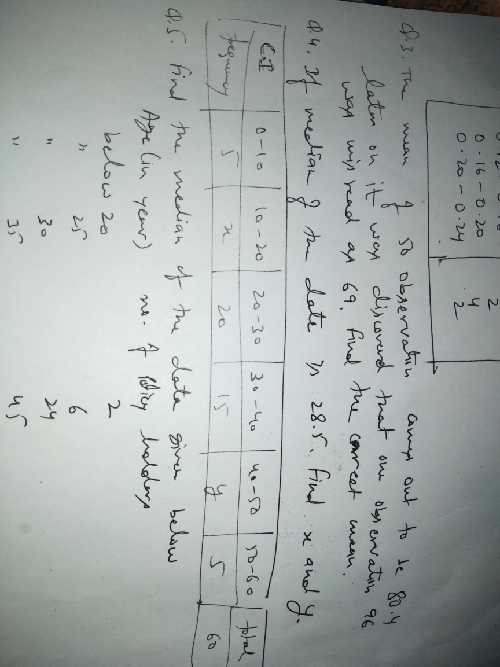 0.16-0.20 4
0.20-0.24 2
Q.3. The mean of 50 observation comes out to be 80.4
later on it was discovered that one observation 96
was misread as 69. Find the correct mean.
Q.4. If median of the data is 28.5. Find x and y.
C.I 0-10 10-20 20-30 30-40 40-50 50-60 total
frequency 5 x 20 15 y 5 60
Q.5. Find the median of the data given below
Age (in years) no. of Policy holders
below 20 2
" 25 6
" 30 24
" 35 45